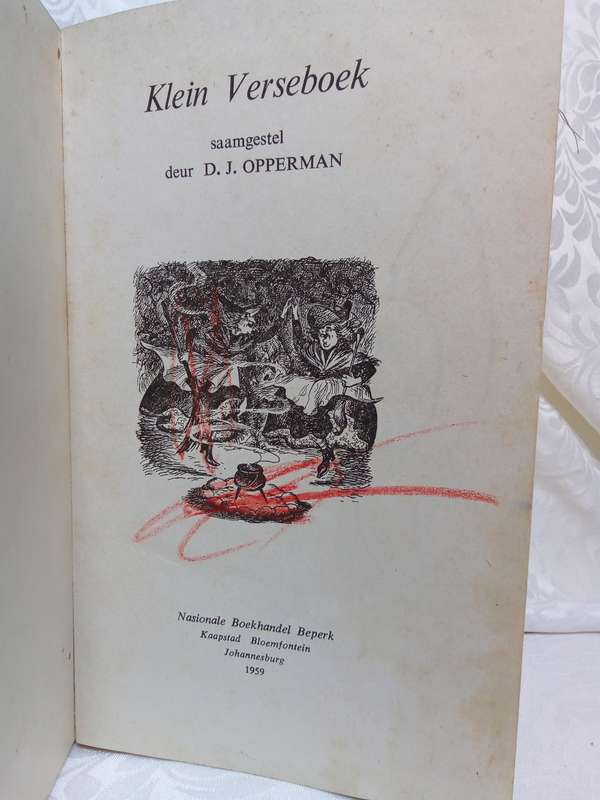 Klein Verseboek
saamgestel
deur D. J. OPPERMAN
Nasionale Boekhandel Beperk
Kaapstad Bloemfontein
Johannesburg
1959